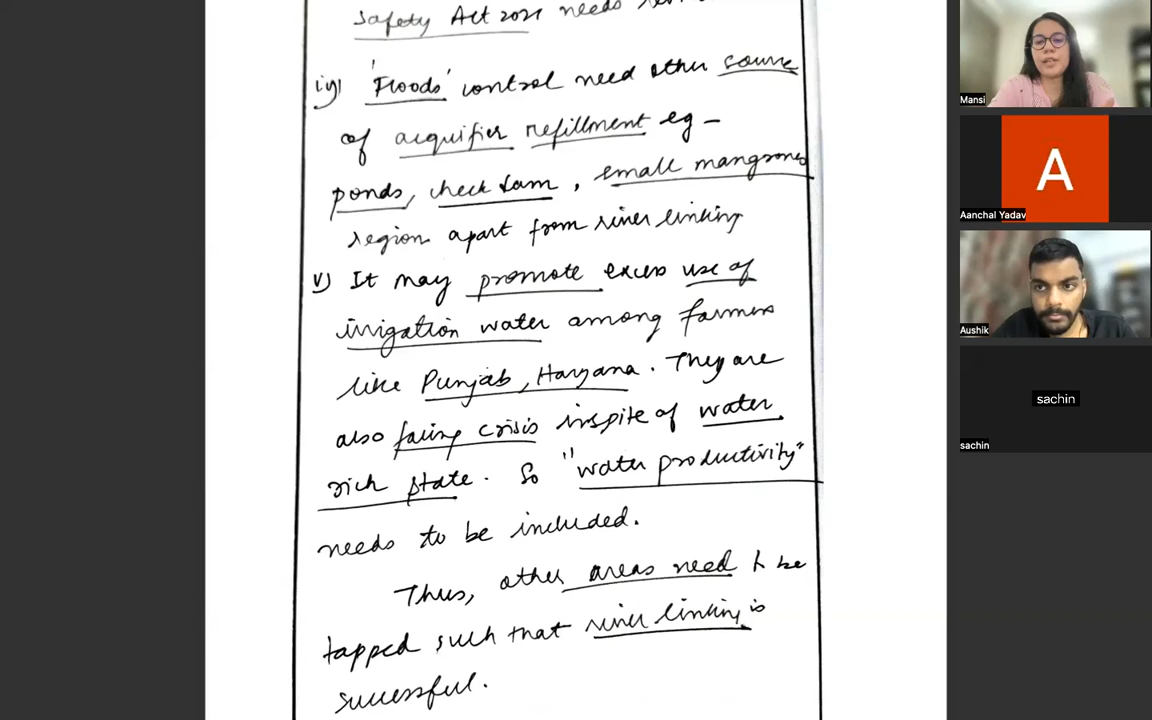 Safety Act 2021 needs
iv) 'Floods' control need other source
of acquifier refillment eg -
ponds, check dam, small mangroves
region apart from river linking
v) It may promote excess use of
irrigation water among farmers
like Punjab, Haryana. They are
also facing crisis inspite of water
rich state. So "water productivity"
needs to be included.
Thus, other areas need to be
tapped such that river linking is
successful.
Mansi
A
Aanchal Yadav
Aushik
sachin
sachin